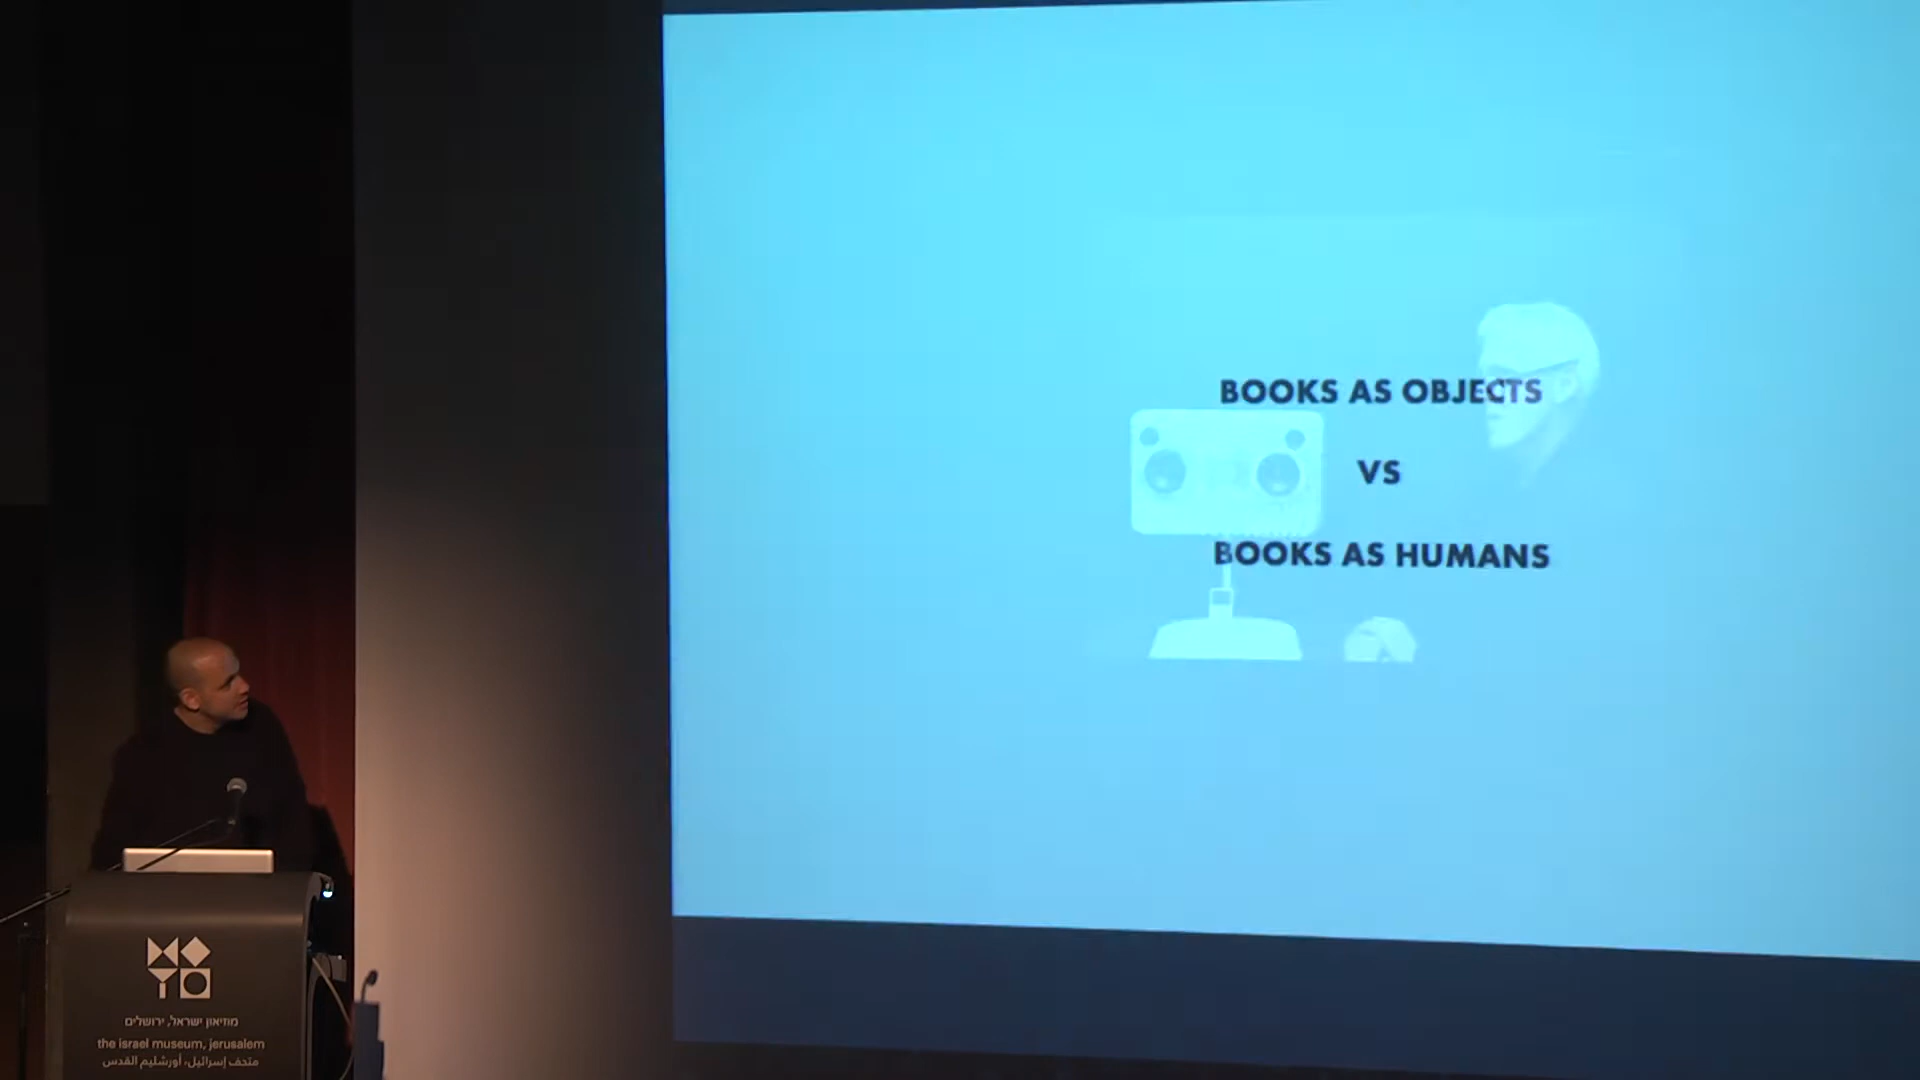 BOOKS AS OBJECTS
VS
BOOKS AS HUMANS
מוזיאון ישראל, ירושלים
the israel museum, jerusalem
متحف إسرائيل، أورشليم القدس